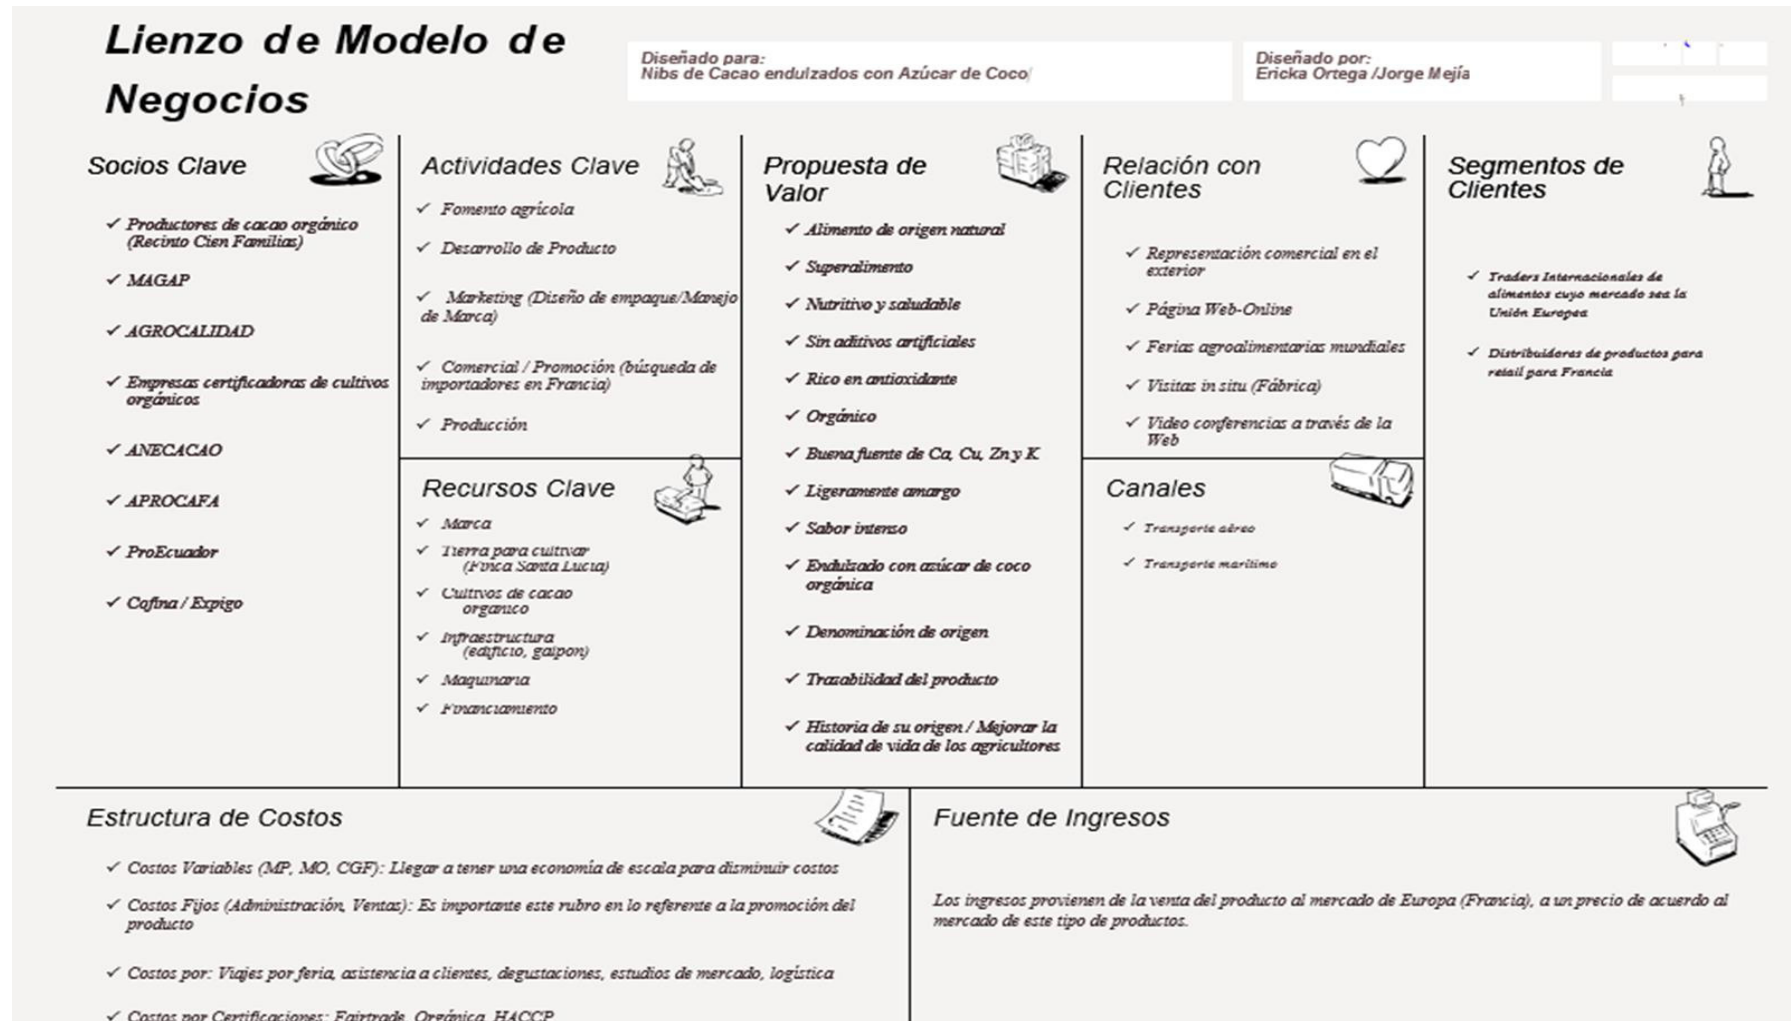 Lienzo de Modelo de
Negocios
Diseñado para:
Nibs de Cacao endulzados con Azúcar de Coco
Diseñado por:
Ericka Ortega /Jorge Mejía
Socios Clave
✓ Productores de cacao orgánico
(Recinto Cien Familias)
✓ MAGAP
✓ AGROCALIDAD
✓ Empresas certificadoras de cultivos
orgánicos
✓ ANECACAO
✓ APROCAFA
✓ ProEcuador
✓ Cofina / Expigo
Actividades Clave
✓ Fomento agrícola
✓ Desarrollo de Producto
✓ Marketing (Diseño de empaque/Manejo
de Marca)
✓ Comercial / Promoción (búsqueda de
importadores en Francia)
✓ Producción
Recursos Clave
✓ Marca
✓ Tierra para cultivar
(Finca Santa Lucia)
✓ Cultivos de cacao
organico
✓ Infraestructura
(edificio, galpon)
✓ Maquinaria
✓ Financiamiento
Propuesta de
Valor
✓ Alimento de origen natural
✓ Superalimento
✓ Nutritivo y saludable
✓ Sin aditivos artificiales
✓ Rico en antioxidante
✓ Orgánico
✓ Buena fuente de Ca, Cu, Zn y K
✓ Ligeramente amargo
✓ Sabor intenso
✓ Endulzado con azúcar de coco
orgánica
✓ Denominación de origen
✓ Trazabilidad del producto
✓ Historia de su origen / Mejorar la
calidad de vida de los agricultores
Relación con
Clientes
✓ Representación comercial en el
exterior
✓ Página Web-Online
✓ Ferias agroalimentarias mundiales
✓ Visitas in situ (Fábrica)
✓ Video conferencias a través de la
Web
Canales
✓ Transporte aéreo
✓ Transporte marítimo
Segmentos de
Clientes
✓ Traders Internacionales de
alimentos cuyo mercado sea la
Unión Europea
✓ Distribuidores de productos para
retail para Francia
Estructura de Costos
✓ Costos Variables (MP, MO, CGF): Llegar a tener una economía de escala para disminuir costos
✓ Costos Fijos (Administración, Ventas): Es importante este rubro en lo referente a la promoción del
producto
✓ Costos por: Viajes por feria, asistencia a clientes, degustaciones, estudios de mercado, logística
✓ Costos por Certificaciones: Fairtrade, Orgánica, HACCP
Fuente de Ingresos
Los ingresos provienen de la venta del producto al mercado de Europa (Francia), a un precio de acuerdo al
mercado de este tipo de productos.